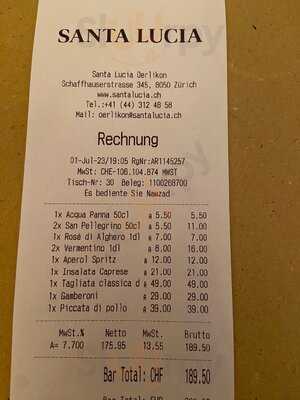 SANTA LUCIA
Santa Lucia Oerlikon
Schaffhauserstrasse 345, 8050 Zürich
www.santalucia.ch
Tel.:+41 (44) 312 48 58
Mail: oerlikon@santalucia.ch
Rechnung
01-Jul-23/19:05 RgNr:AR1145257
MwSt: CHE-106.104.874 MWST
Tisch-Nr: 30 Beleg: 1100268700
Es bediente Sie Nawzad
1x Acqua Panna 50cl a 5.50 5.50
2x San Pellegrino 50cl a 5.50 11.00
1x Rosé di Alghero 1dl a 7.00 7.00
2x Vermentino 1dl a 8.00 16.00
1x Aperol Spritz a 12.00 12.00
1x Insalata Caprese a 21.00 21.00
1x Tagliata classica d a 49.00 49.00
1x Gamberoni a 29.00 29.00
1x Piccata di pollo a 39.00 39.00
MwSt.% Netto MwSt. Brutto
A= 7.700 175.95 13.55 189.50
Bar Total: CHF 189.50